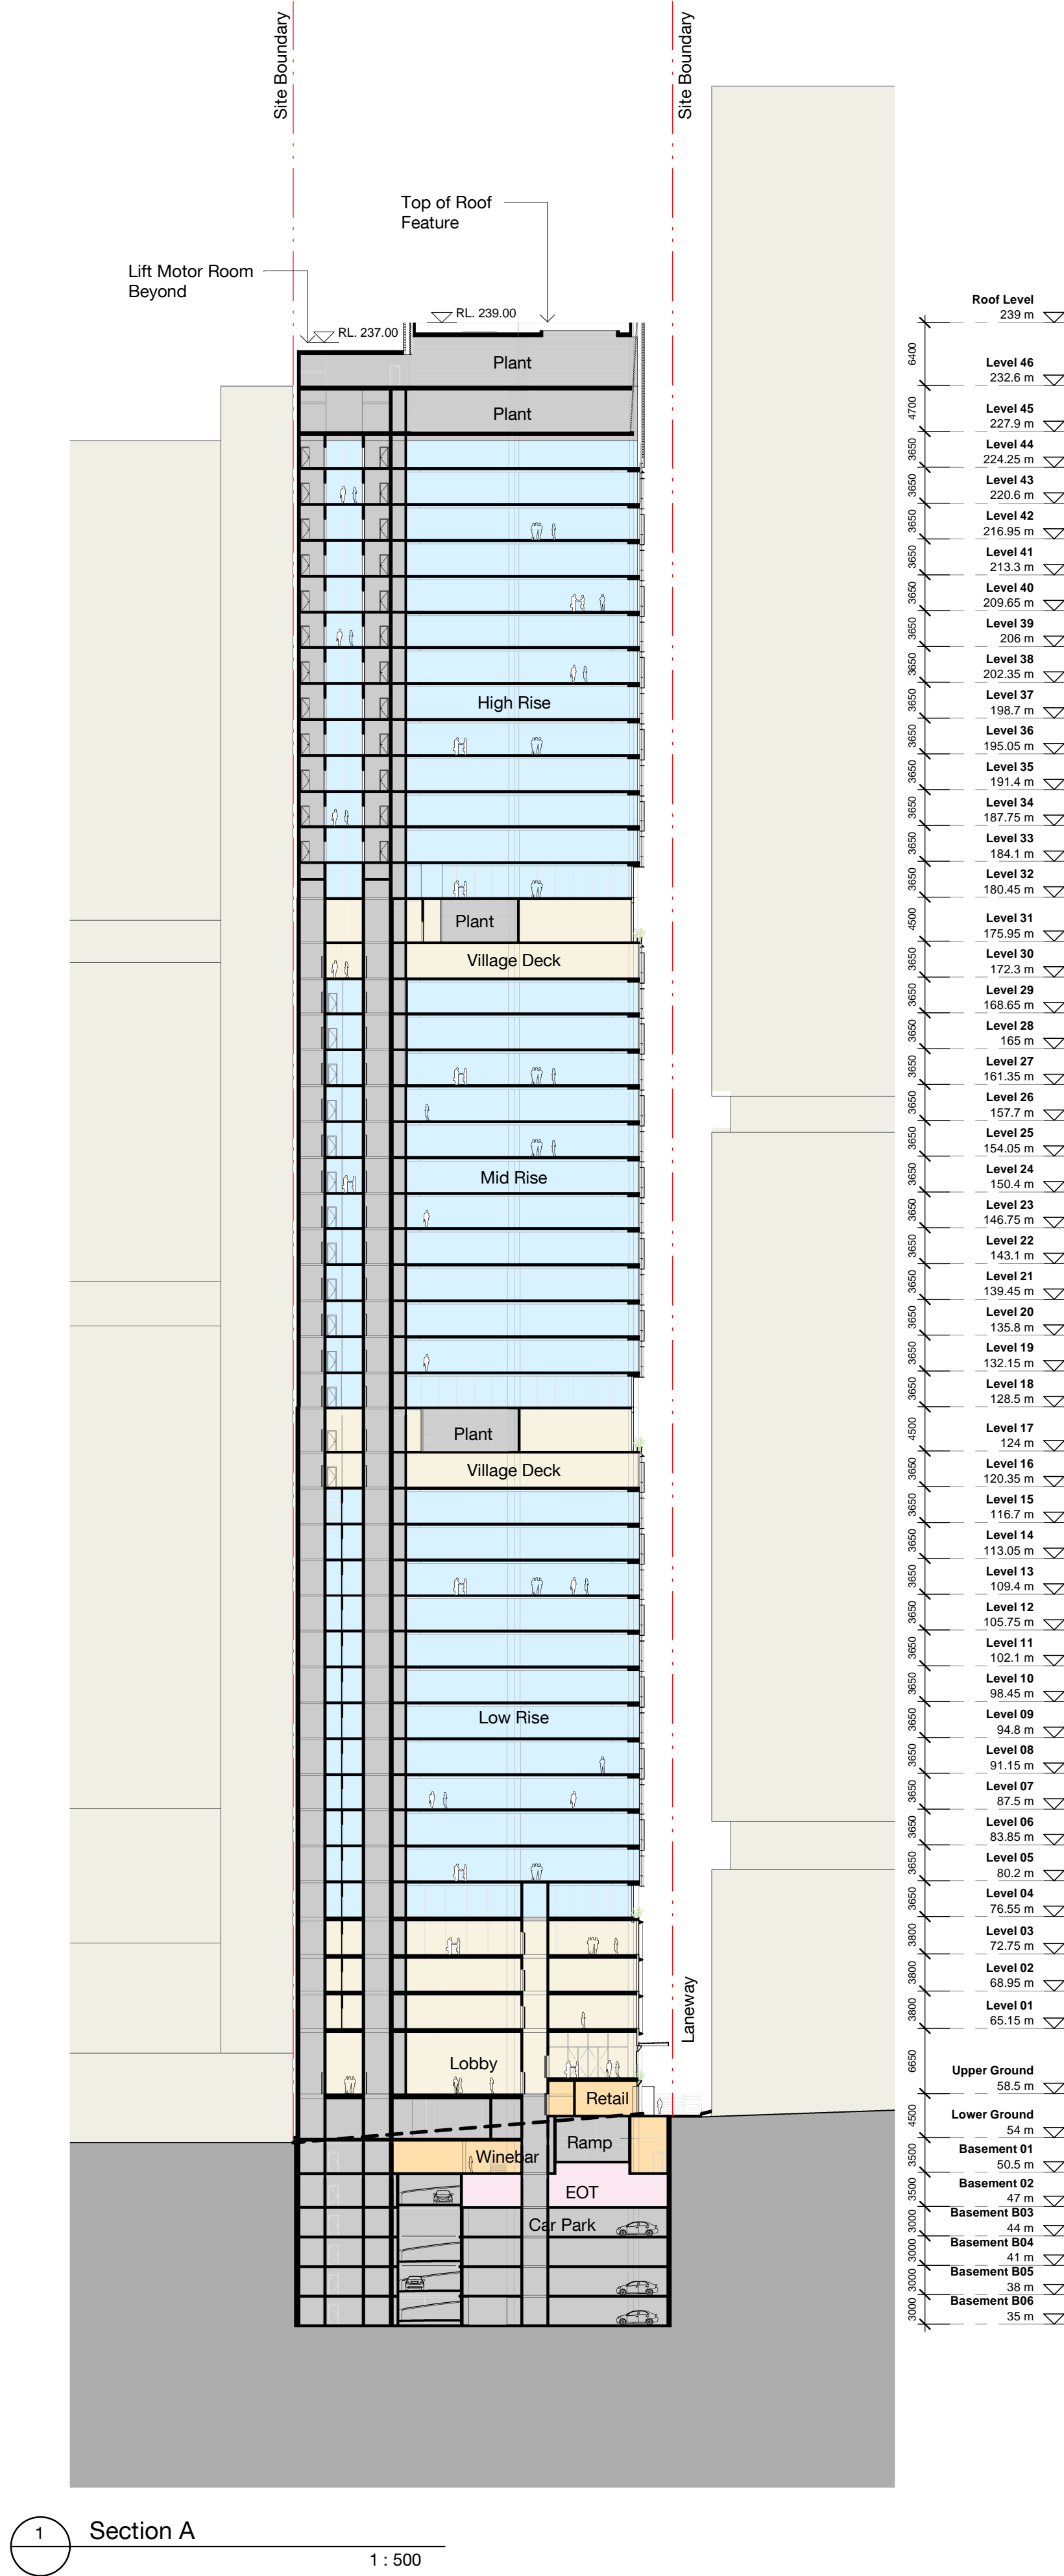 Site Boundary
Site Boundary
Top of Roof
Feature
Lift Motor Room
Beyond
RL. 239.00
RL. 237.00
Plant
Plant
High Rise
Plant
Village Deck
Mid Rise
Plant
Village Deck
Low Rise
Laneway
Lobby
Retail
Ramp
Winebar
EOT
Car Park
Roof Level
239 m
6400
Level 46
232.6 m
4700
Level 45
227.9 m
3650
Level 44
224.25 m
3650
Level 43
220.6 m
3650
Level 42
216.95 m
3650
Level 41
213.3 m
3650
Level 40
209.65 m
3650
Level 39
206 m
3650
Level 38
202.35 m
3650
Level 37
198.7 m
3650
Level 36
195.05 m
3650
Level 35
191.4 m
3650
Level 34
187.75 m
3650
Level 33
184.1 m
3650
Level 32
180.45 m
4500
Level 31
175.95 m
3650
Level 30
172.3 m
3650
Level 29
168.65 m
3650
Level 28
165 m
3650
Level 27
161.35 m
3650
Level 26
157.7 m
3650
Level 25
154.05 m
3650
Level 24
150.4 m
3650
Level 23
146.75 m
3650
Level 22
143.1 m
3650
Level 21
139.45 m
3650
Level 20
135.8 m
3650
Level 19
132.15 m
3650
Level 18
128.5 m
4500
Level 17
124 m
3650
Level 16
120.35 m
3650
Level 15
116.7 m
3650
Level 14
113.05 m
3650
Level 13
109.4 m
3650
Level 12
105.75 m
3650
Level 11
102.1 m
3650
Level 10
98.45 m
3650
Level 09
94.8 m
3650
Level 08
91.15 m
3650
Level 07
87.5 m
3650
Level 06
83.85 m
3650
Level 05
80.2 m
3650
Level 04
76.55 m
3800
Level 03
72.75 m
3800
Level 02
68.95 m
3800
Level 01
65.15 m
6650
Upper Ground
58.5 m
4500
Lower Ground
54 m
3500
Basement 01
50.5 m
3500
Basement 02
47 m
3000
Basement B03
44 m
3000
Basement B04
41 m
3000
Basement B05
38 m
3000
Basement B06
35 m
1
Section A
1 : 500